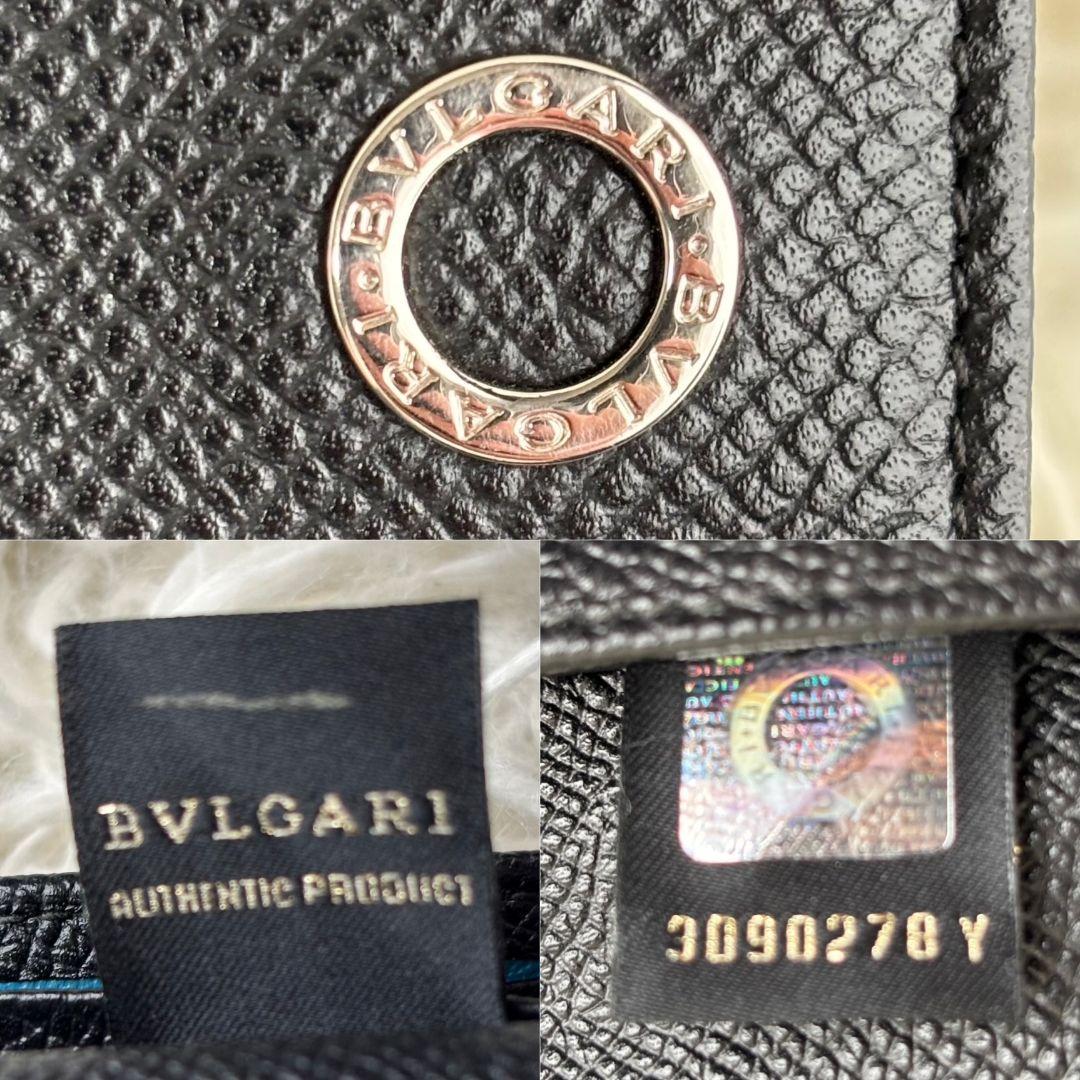 BVLGARI · BVLGARI ·
BVLGARI
AUTHENTIC PRODUCT
3090278 Y